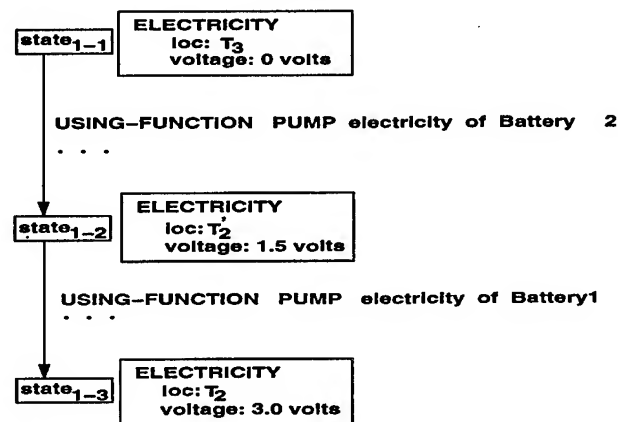 ELECTRICITY
state1-1
loc: T3
voltage: 0 volts
USING-FUNCTION PUMP electricity of Battery 2
. . .
ELECTRICITY
state1-2
loc: T2'
voltage: 1.5 volts
USING-FUNCTION PUMP electricity of Battery1
. . .
ELECTRICITY
state1-3
loc: T2
voltage: 3.0 volts